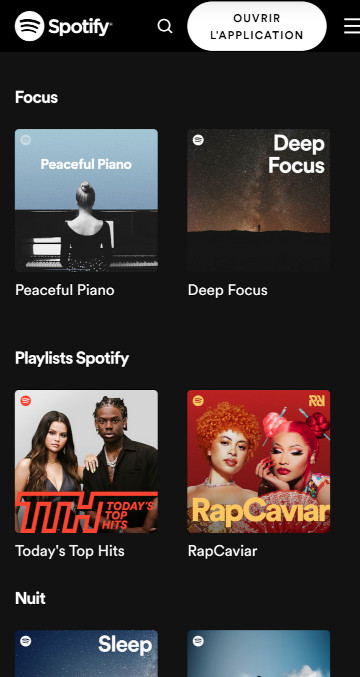 Spotify
OUVRIR
L'APPLICATION
Focus
Peaceful Piano
Deep
Focus
Peaceful Piano
Deep Focus
Playlists Spotify
TTH
TODAY'S
TOP
HITS
RapCaviar
Today's Top Hits
RapCaviar
Nuit
Sleep